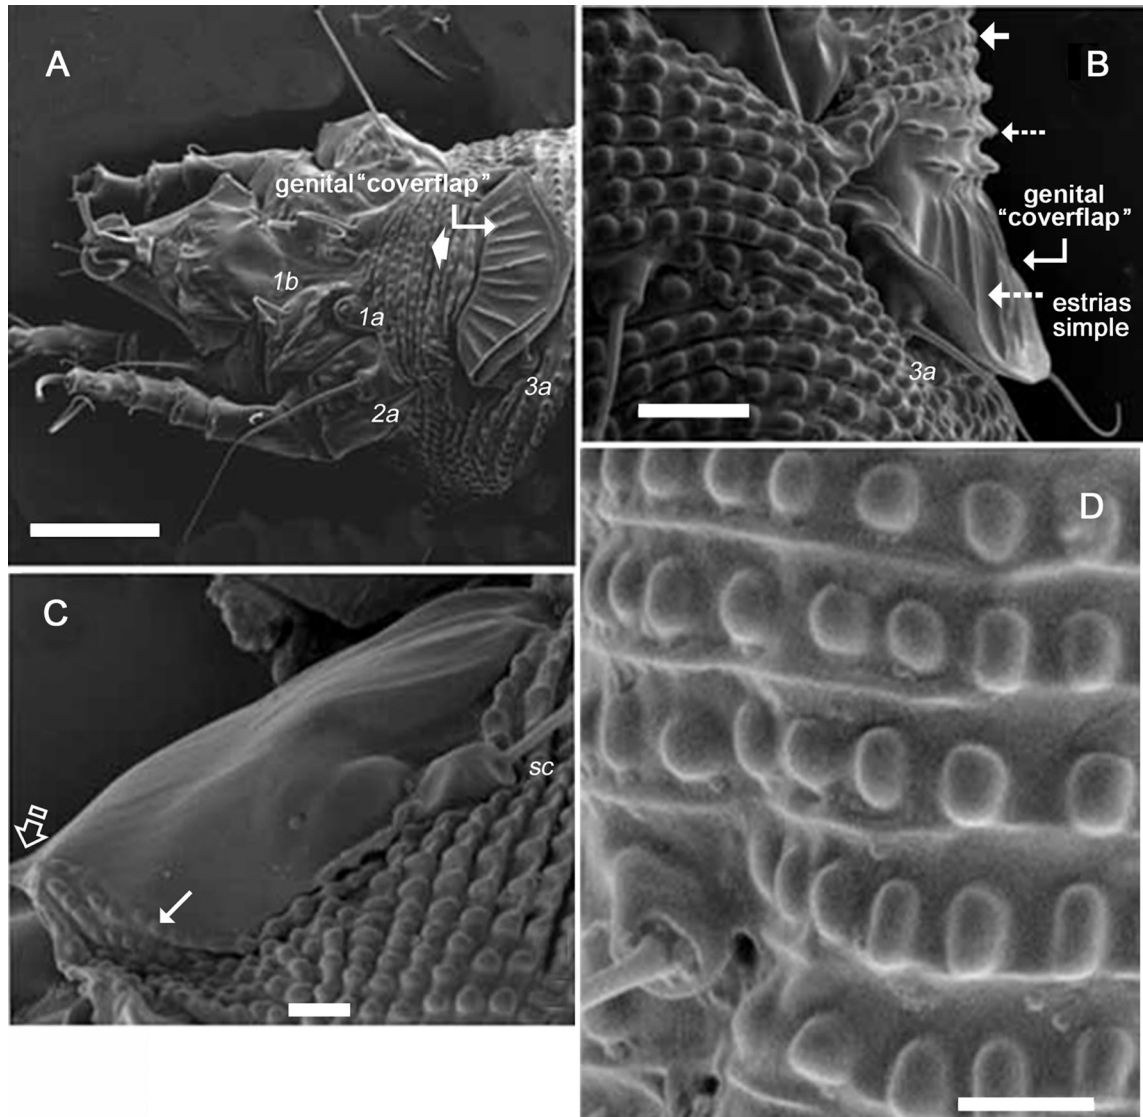 A
genital “coverflap”
1b
1a
2a
3a
B
genital
“coverflap”
estrias
simple
3a
C
sc
D